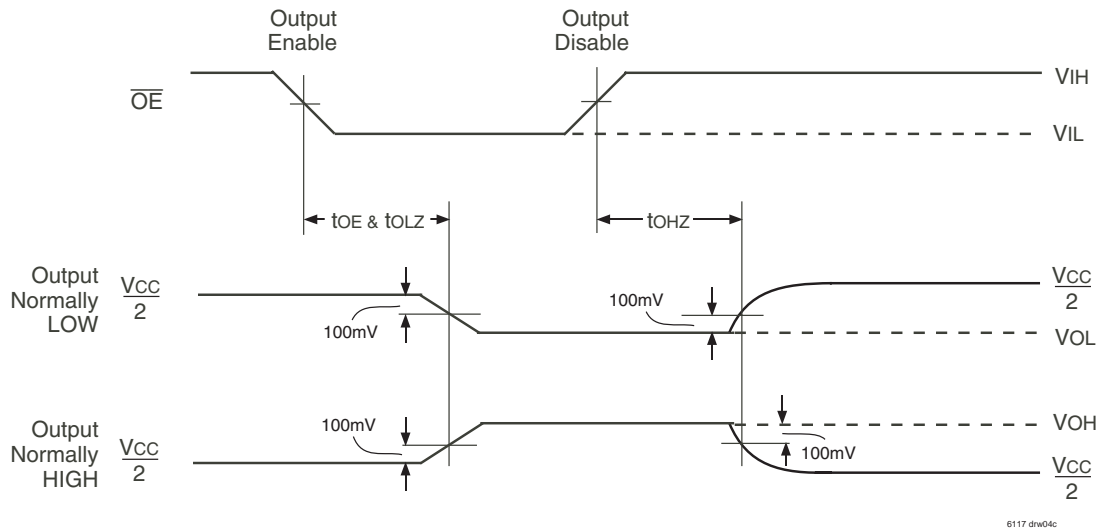 Output
Enable
Output
Disable
OE
VIH
VIL
tOE & tOLZ
tOHZ
Output
Normally
LOW
VCC
2
100mV
100mV
VCC
2
VOL
Output
Normally
HIGH
VCC
2
100mV
100mV
VOH
VCC
2
6117 drw04c